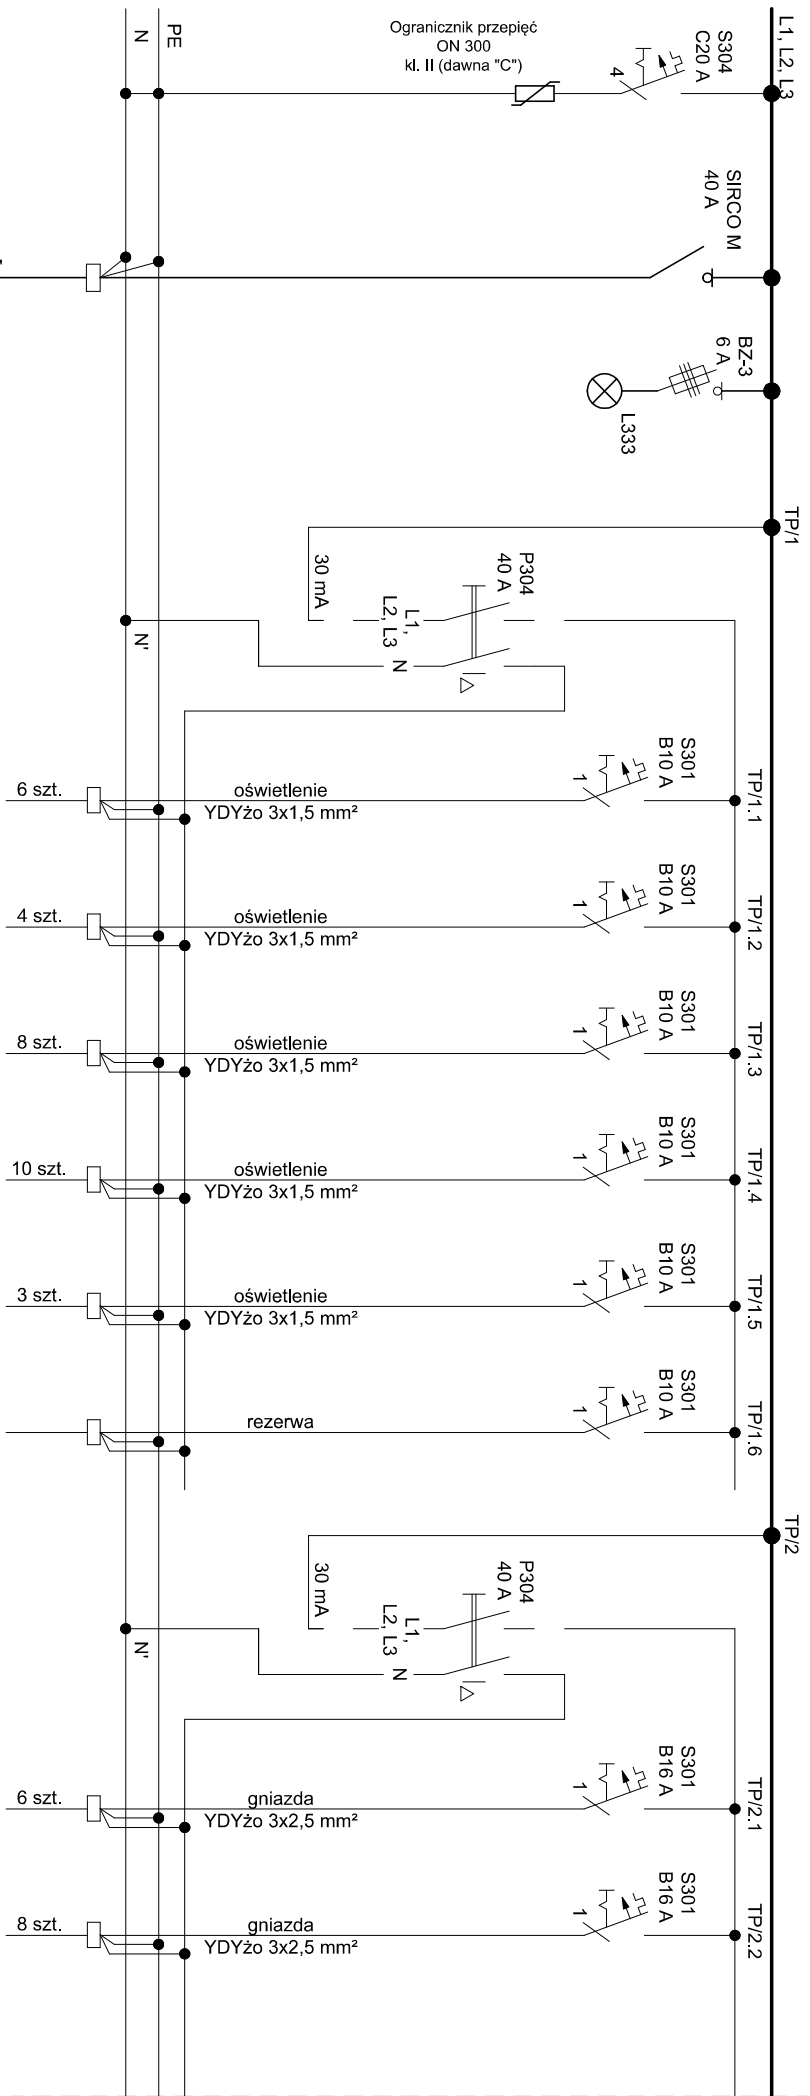 L1, L2, L3
S304
C20 A
4
Ogranicznik przepięć
ON 300
kl. II (dawna "C")
PE
N
SIRCO M
40 A
BZ-3
6 A
L333
TP/1
P304
40 A
L1,
L2, L3
N
30 mA
N'
TP/1.1
S301
B10 A
1
oświetlenie
YDYżo 3x1,5 mm²
6 szt.
TP/1.2
S301
B10 A
1
oświetlenie
YDYżo 3x1,5 mm²
4 szt.
TP/1.3
S301
B10 A
1
oświetlenie
YDYżo 3x1,5 mm²
8 szt.
TP/1.4
S301
B10 A
1
oświetlenie
YDYżo 3x1,5 mm²
10 szt.
TP/1.5
S301
B10 A
1
oświetlenie
YDYżo 3x1,5 mm²
3 szt.
TP/1.6
S301
B10 A
1
rezerwa
TP/2
P304
40 A
L1,
L2, L3
N
30 mA
N'
TP/2.1
S301
B16 A
1
gniazda
YDYżo 3x2,5 mm²
6 szt.
TP/2.2
S301
B16 A
1
gniazda
YDYżo 3x2,5 mm²
8 szt.